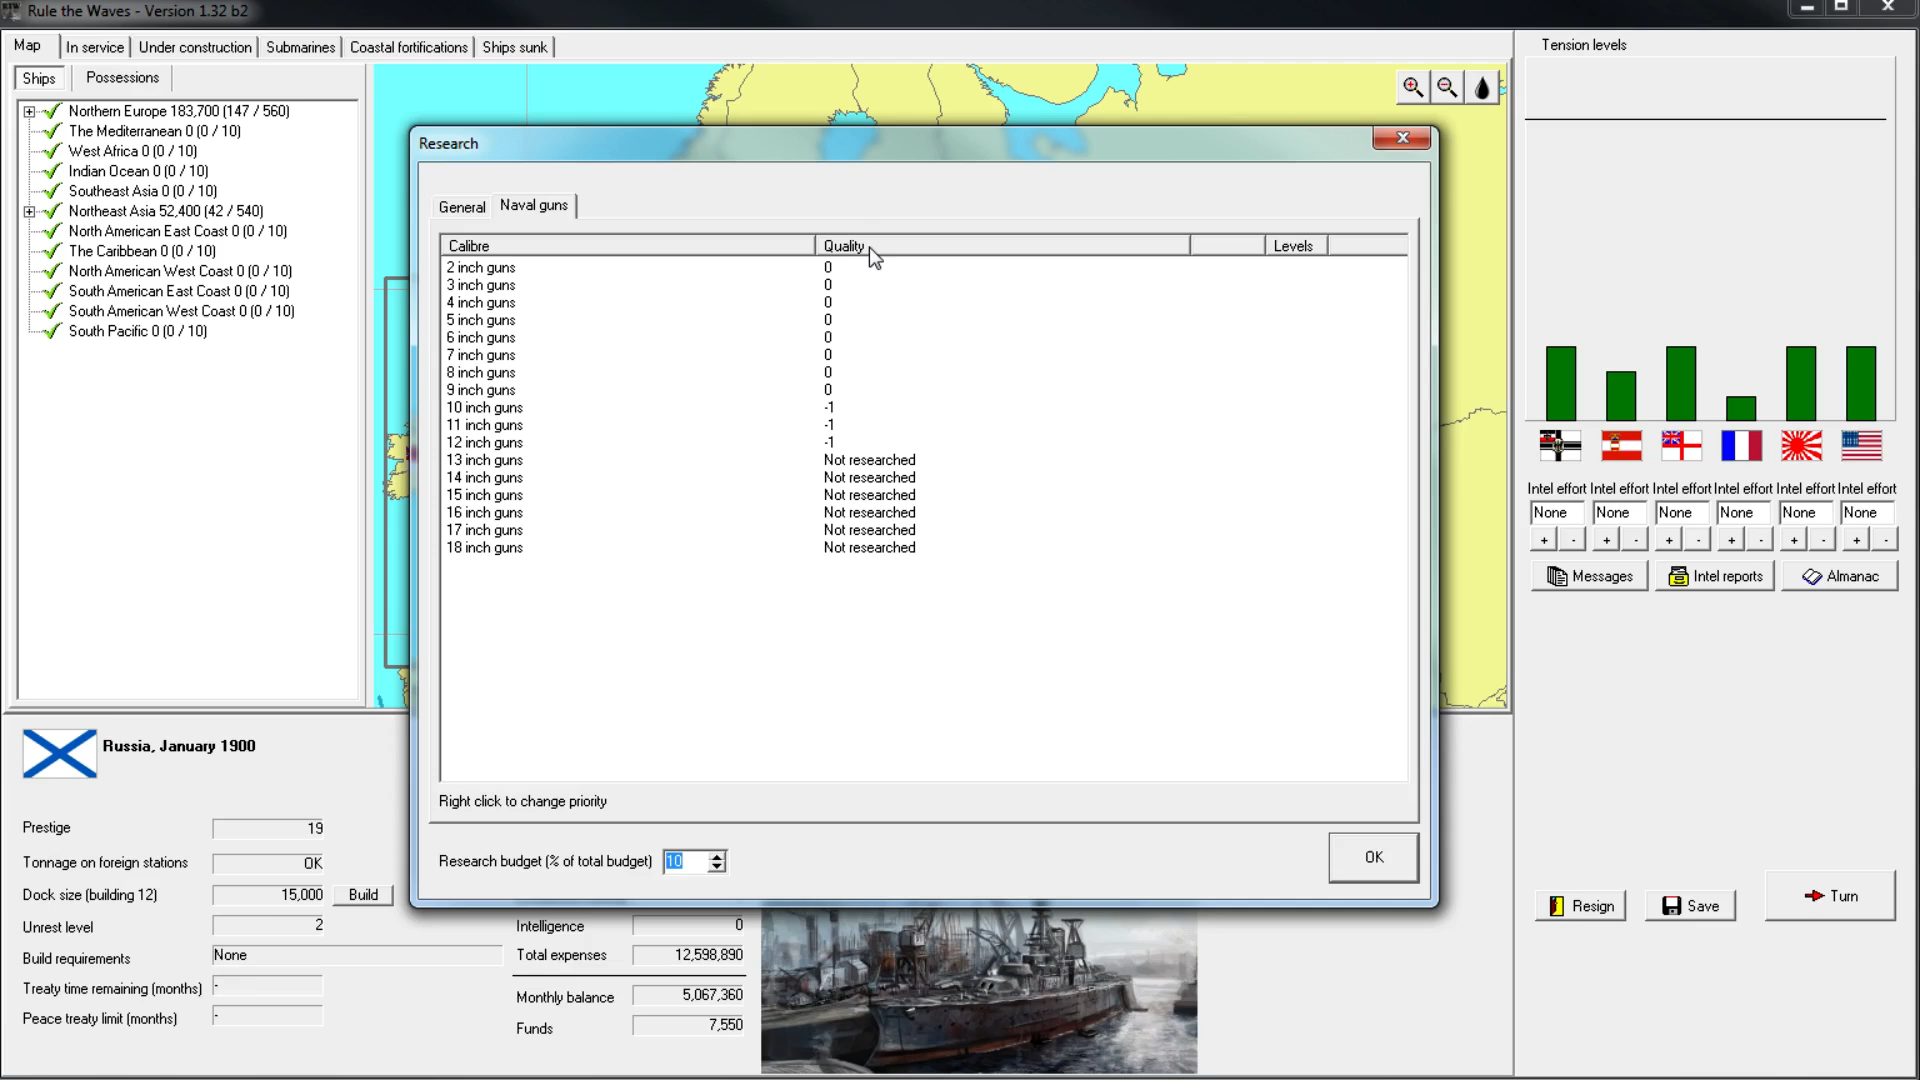 Rule the Waves - Version 1.32 b2
Map
In service
Under construction
Submarines
Coastal fortifications
Ships sunk
Ships
Possessions
Northern Europe 183,700 (147 / 560)
The Mediterranean 0 (0 / 10)
West Africa 0 (0 / 10)
Indian Ocean 0 (0 / 10)
Southeast Asia 0 (0 / 10)
Northeast Asia 52,400 (42 / 540)
North American East Coast 0 (0 / 10)
The Caribbean 0 (0 / 10)
North American West Coast 0 (0 / 10)
South American East Coast 0 (0 / 10)
South American West Coast 0 (0 / 10)
South Pacific 0 (0 / 10)
Research
General
Naval guns
Calibre Quality Levels
2 inch guns 0
3 inch guns 0
4 inch guns 0
5 inch guns 0
6 inch guns 0
7 inch guns 0
8 inch guns 0
9 inch guns 0
10 inch guns -1
11 inch guns -1
12 inch guns -1
13 inch guns Not researched
14 inch guns Not researched
15 inch guns Not researched
16 inch guns Not researched
17 inch guns Not researched
18 inch guns Not researched
Right click to change priority
Research budget (% of total budget) 10
OK
Tension levels
Intel effort Intel effort Intel effort Intel effort Intel effort Intel effort
None None None None None None
+ - + - + - + - + - + -
Messages
Intel reports
Almanac
Resign
Save
Turn
Russia, January 1900
Prestige 19
Tonnage on foreign stations OK
Dock size (building 12) 15,000 Build
Unrest level 2
Build requirements None
Treaty time remaining (months) -
Peace treaty limit (months) -
Intelligence 0
Total expenses 12,598,890
Monthly balance 5,067,360
Funds 7,550